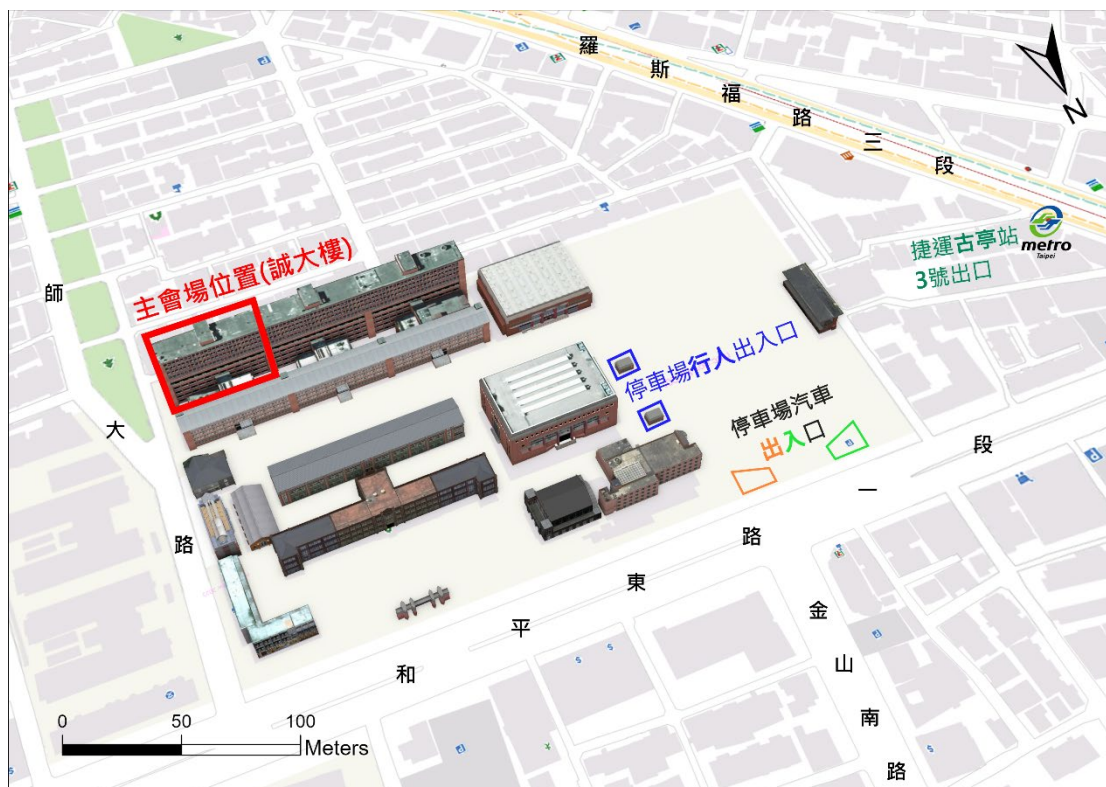 羅斯福路三段
N
捷運古亭站
3號出口
metro
Taipei
主會場位置(誠大樓)
停車場行人出入口
停車場汽車
出入口
師大路
和平東路一段
金山南路
0 50 100
Meters